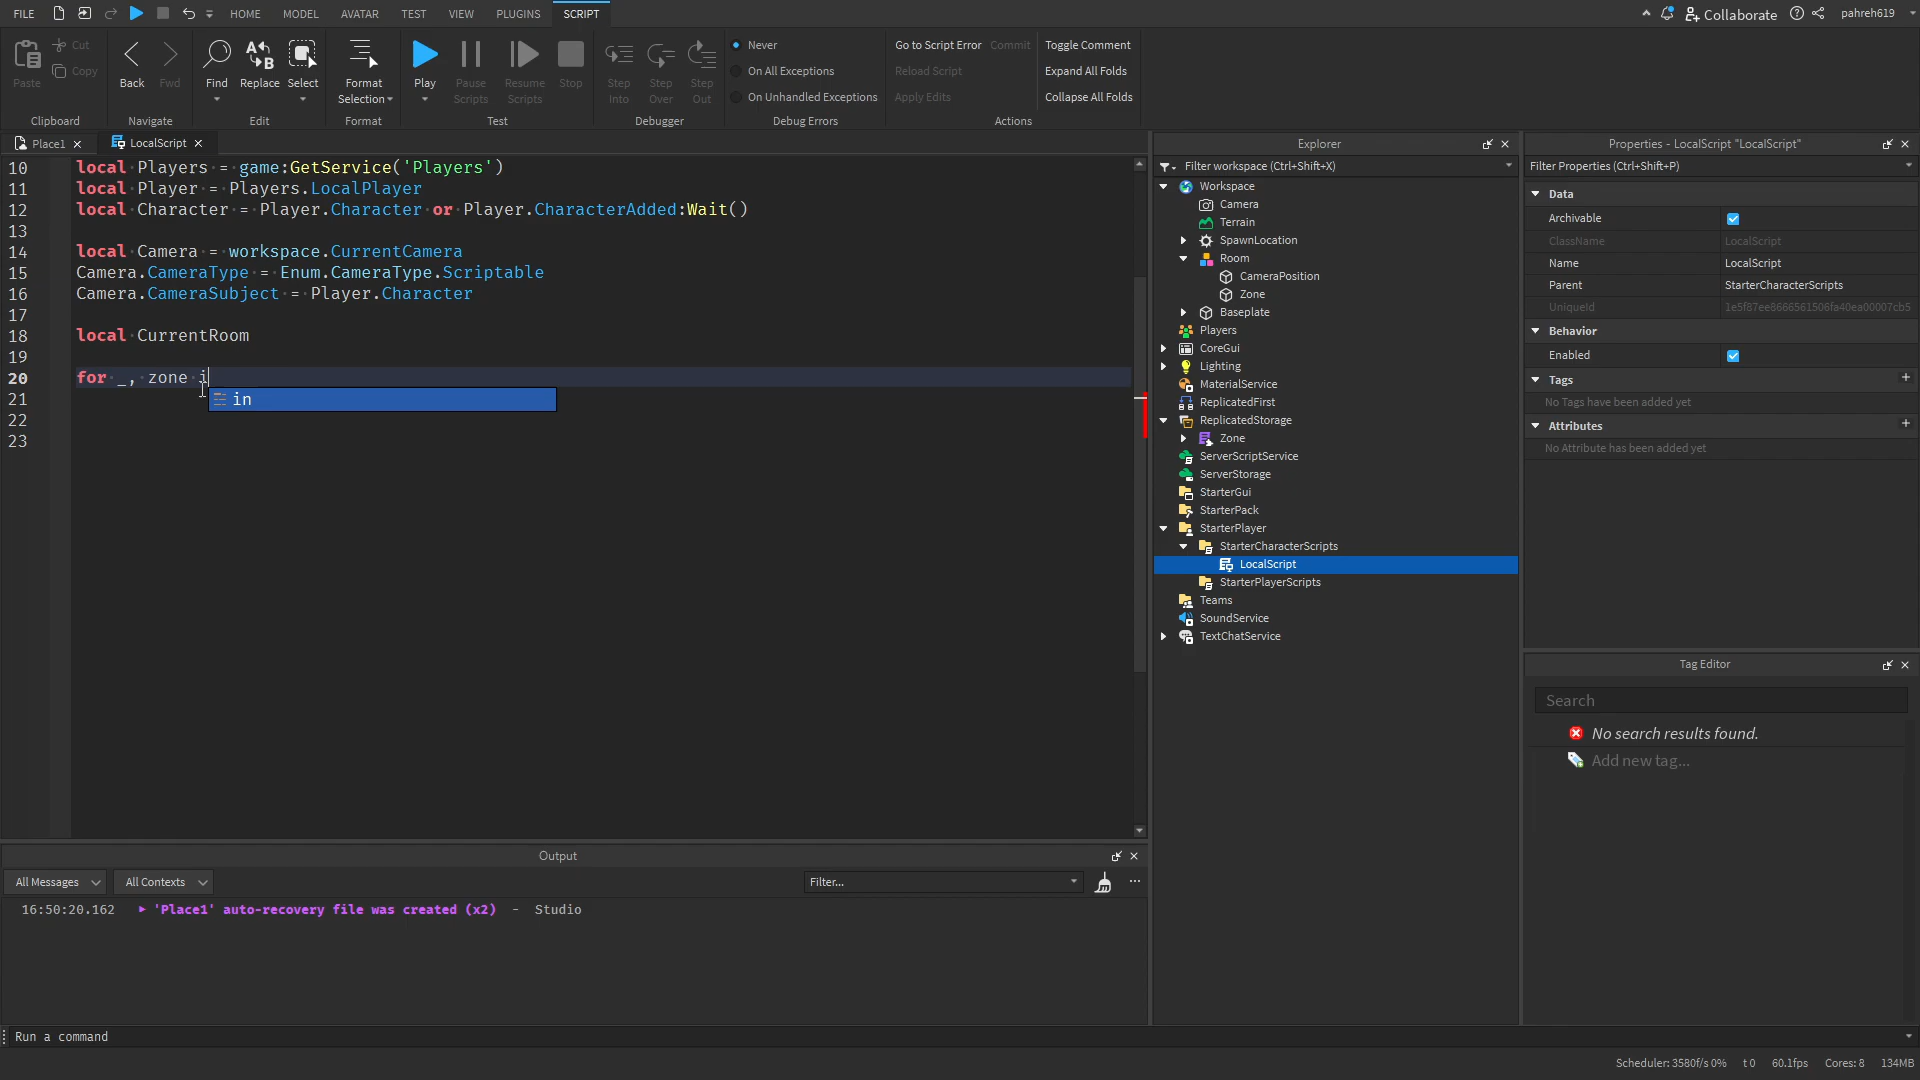 FILE HOME MODEL AVATAR TEST VIEW PLUGINS SCRIPT Collaborate pahreh619
Paste Cut Copy Back Fwd Find Replace Select Format Selection Play Pause Scripts Resume Scripts Stop Step Into Step Over Step Out
Never Go to Script Error Commit Toggle Comment
On All Exceptions Reload Script Expand All Folds
On Unhandled Exceptions Apply Edits Collapse All Folds
Clipboard Navigate Edit Format Test Debugger Debug Errors Actions
Place1 LocalScript
10 local Players = game:GetService('Players')
11 local Player = Players.LocalPlayer
12 local Character = Player.Character or Player.CharacterAdded:Wait()
13
14 local Camera = workspace.CurrentCamera
15 Camera.CameraType = Enum.CameraType.Scriptable
16 Camera.CameraSubject = Player.Character
17
18 local CurrentRoom
19
20 for _, zone i
21 in
22
23
Output
All Messages All Contexts Filter...
16:50:20.162 'Place1' auto-recovery file was created (x2) - Studio
Run a command
Explorer
Filter workspace (Ctrl+Shift+X)
Workspace
Camera
Terrain
SpawnLocation
Room
CameraPosition
Zone
Baseplate
Players
CoreGui
Lighting
MaterialService
ReplicatedFirst
ReplicatedStorage
Zone
ServerScriptService
ServerStorage
StarterGui
StarterPack
StarterPlayer
StarterCharacterScripts
LocalScript
StarterPlayerScripts
Teams
SoundService
TextChatService
Properties - LocalScript "LocalScript"
Filter Properties (Ctrl+Shift+P)
Data
Archivable
ClassName LocalScript
Name LocalScript
Parent StarterCharacterScripts
UniqueId
Behavior
Enabled
Tags
No Tags have been added yet
Attributes
No Attribute has been added yet
Tag Editor
Search
No search results found.
Add new tag...
Scheduler: 3580f/s 0% t 0 60.1fps Cores: 8 134MB